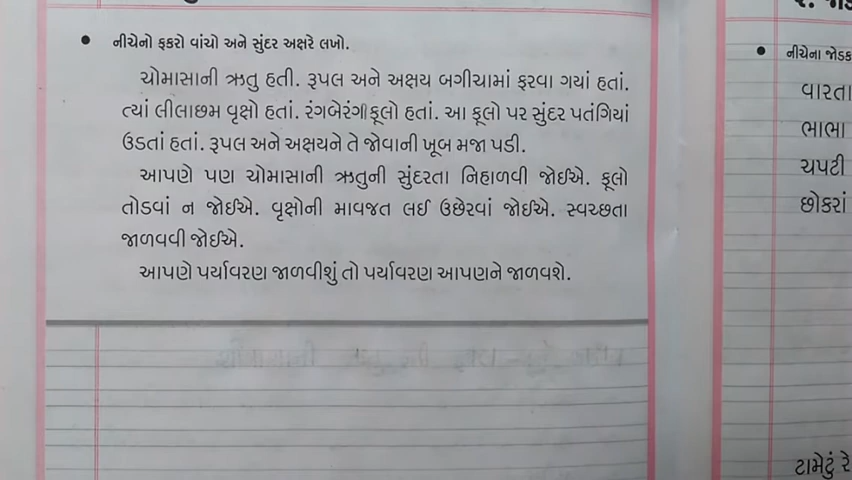 નીચેનો ફકરો વાંચો અને સુંદર અક્ષરે લખો.
ચોમાસાની ઋતુ હતી. રૂપલ અને અક્ષય બગીચામાં ફરવા ગયાં હતાં.
ત્યાં લીલાછમ વૃક્ષો હતાં. રંગબેરંગી ફૂલો હતાં. આ ફૂલો પર સુંદર પતંગિયાં
ઉડતાં હતાં. રૂપલ અને અક્ષયને તે જોવાની ખૂબ મજા પડી.
આપણે પણ ચોમાસાની ઋતુની સુંદરતા નિહાળવી જોઈએ. ફૂલો
તોડવાં ન જોઈએ. વૃક્ષોની માવજત લઈ ઉછેરવાં જોઈએ. સ્વચ્છતા
જાળવવી જોઈએ.
આપણે પર્યાવરણ જાળવીશું તો પર્યાવરણ આપણને જાળવશે.
નીચેના જોડક
વારતા
ભાભા
ચપટી
છોકરાં
ટામેટું રે